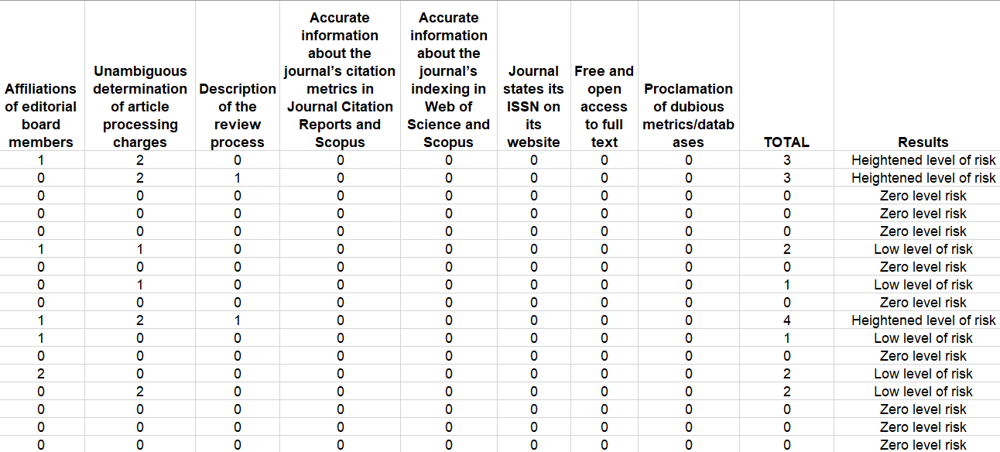 Affiliations of editorial board members	Unambiguous determination of article processing charges	Description of the review process	Accurate information about the journal’s citation metrics in Journal Citation Reports and Scopus	Accurate information about the journal’s indexing in Web of Science and Scopus	Journal states its ISSN on its website	Free and open access to full text	Proclamation of dubious metrics/datab ases	TOTAL	Results
1	2	0	0	0	0	0	0	3	Heightened level of risk
0	2	1	0	0	0	0	0	3	Heightened level of risk
0	0	0	0	0	0	0	0	0	Zero level risk
0	0	0	0	0	0	0	0	0	Zero level risk
0	0	0	0	0	0	0	0	0	Zero level risk
1	1	0	0	0	0	0	0	2	Low level of risk
0	0	0	0	0	0	0	0	0	Zero level risk
0	1	0	0	0	0	0	0	1	Low level of risk
0	0	0	0	0	0	0	0	0	Zero level risk
1	2	1	0	0	0	0	0	4	Heightened level of risk
1	0	0	0	0	0	0	0	1	Low level of risk
0	0	0	0	0	0	0	0	0	Zero level risk
2	0	0	0	0	0	0	0	2	Low level of risk
0	2	0	0	0	0	0	0	2	Low level of risk
0	0	0	0	0	0	0	0	0	Zero level risk
0	0	0	0	0	0	0	0	0	Zero level risk
0	0	0	0	0	0	0	0	0	Zero level risk